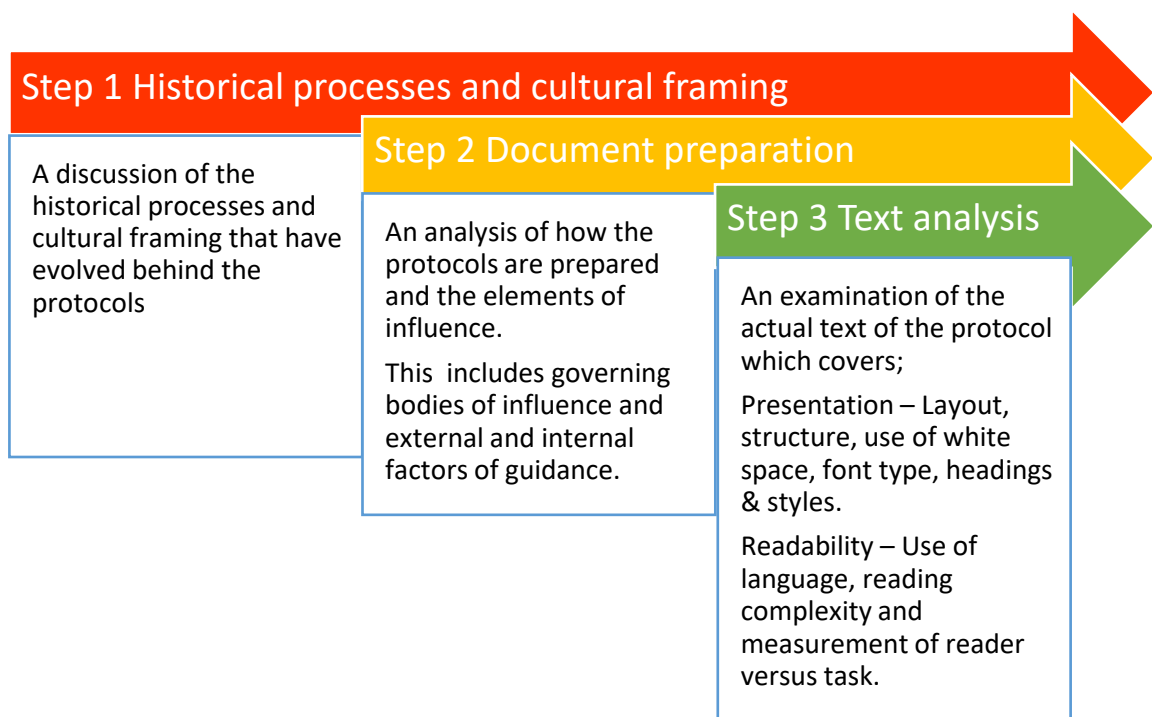 Step 1 Historical processes and cultural framing
A discussion of the
historical processes and
cultural framing that have
evolved behind the
protocols
Step 2 Document preparation
An analysis of how the
protocols are prepared
and the elements of
influence.
This  includes governing
bodies of influence and
external and internal
factors of guidance.
Step 3 Text analysis
An examination of the
actual text of the protocol
which covers;
Presentation – Layout,
structure, use of white
space, font type, headings
& styles.
Readability – Use of
language, reading
complexity and
measurement of reader
versus task.